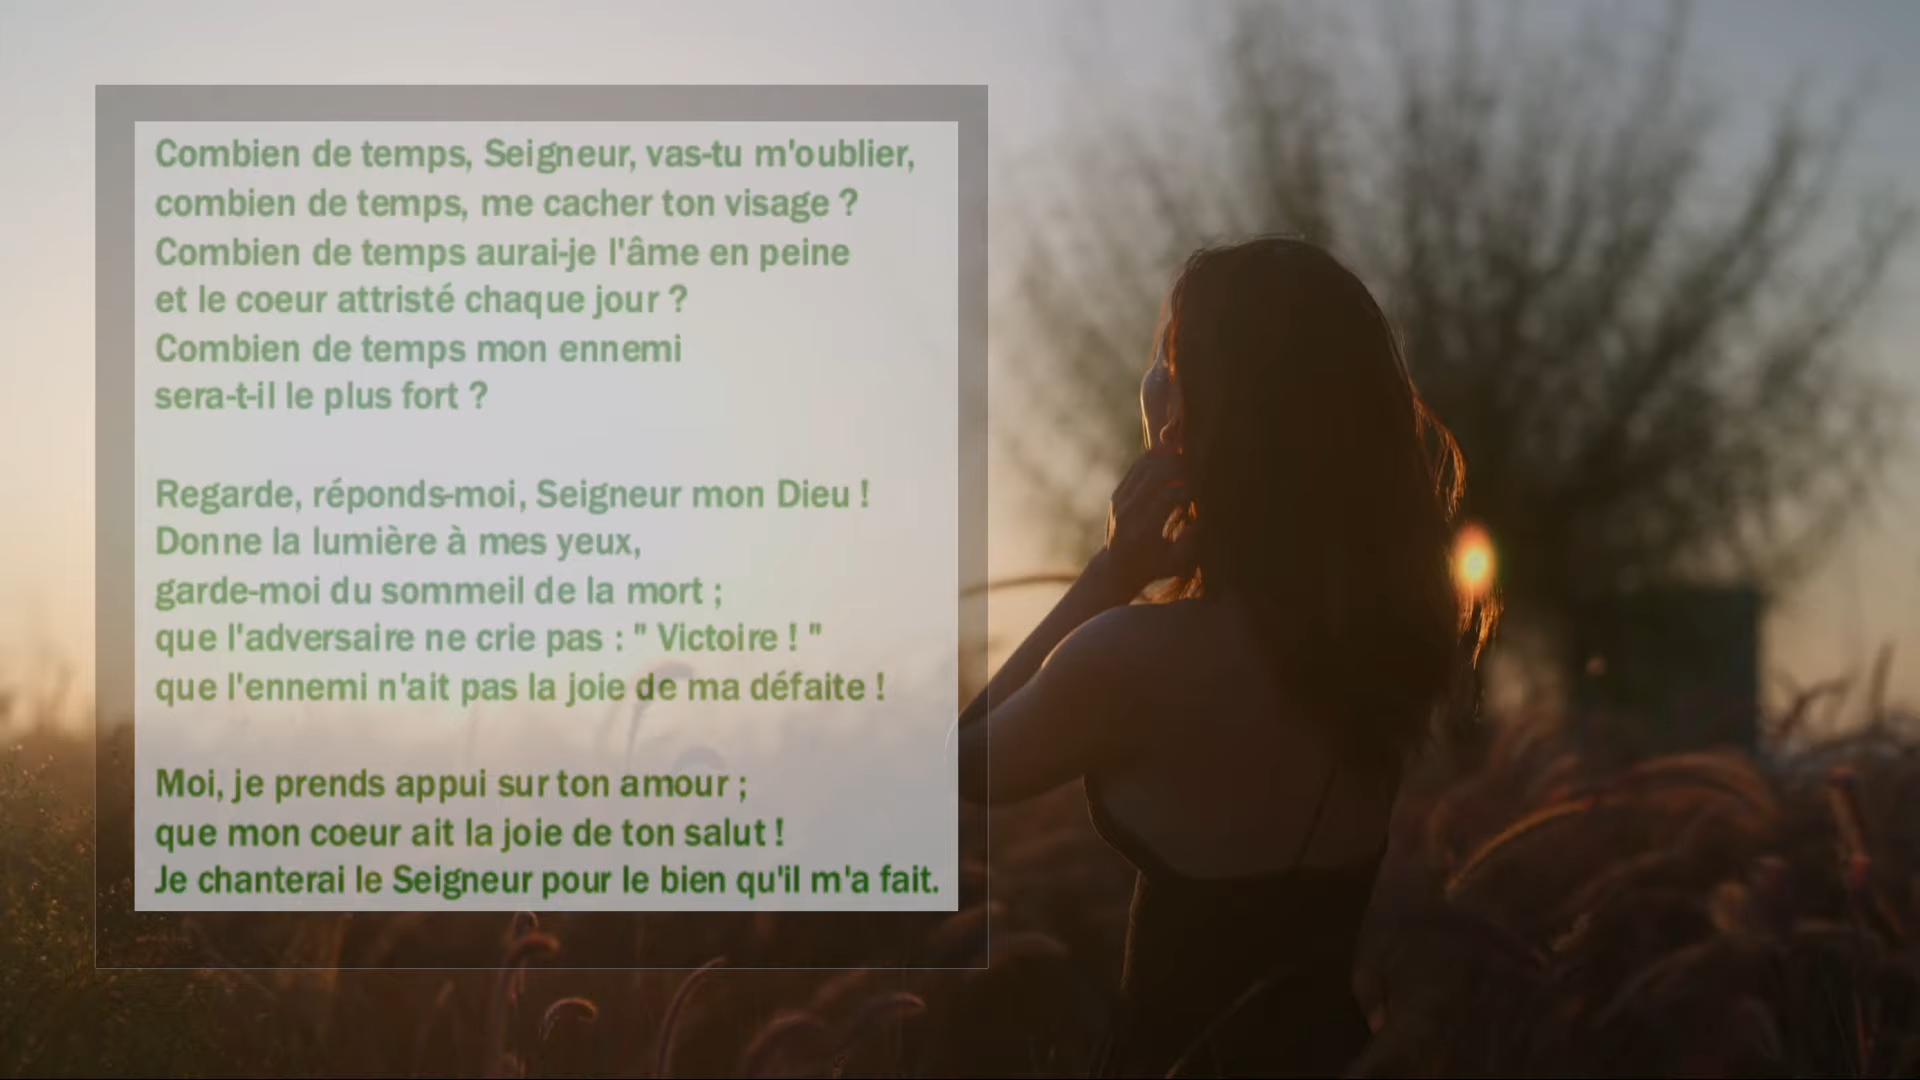 Combien de temps, Seigneur, vas-tu m'oublier,
combien de temps, me cacher ton visage ?
Combien de temps aurai-je l'âme en peine
et le coeur attristé chaque jour ?
Combien de temps mon ennemi
sera-t-il le plus fort ?
Regarde, réponds-moi, Seigneur mon Dieu !
Donne la lumière à mes yeux,
garde-moi du sommeil de la mort ;
que l'adversaire ne crie pas : " Victoire ! "
que l'ennemi n'ait pas la joie de ma défaite !
Moi, je prends appui sur ton amour ;
que mon coeur ait la joie de ton salut !
Je chanterai le Seigneur pour le bien qu'il m'a fait.